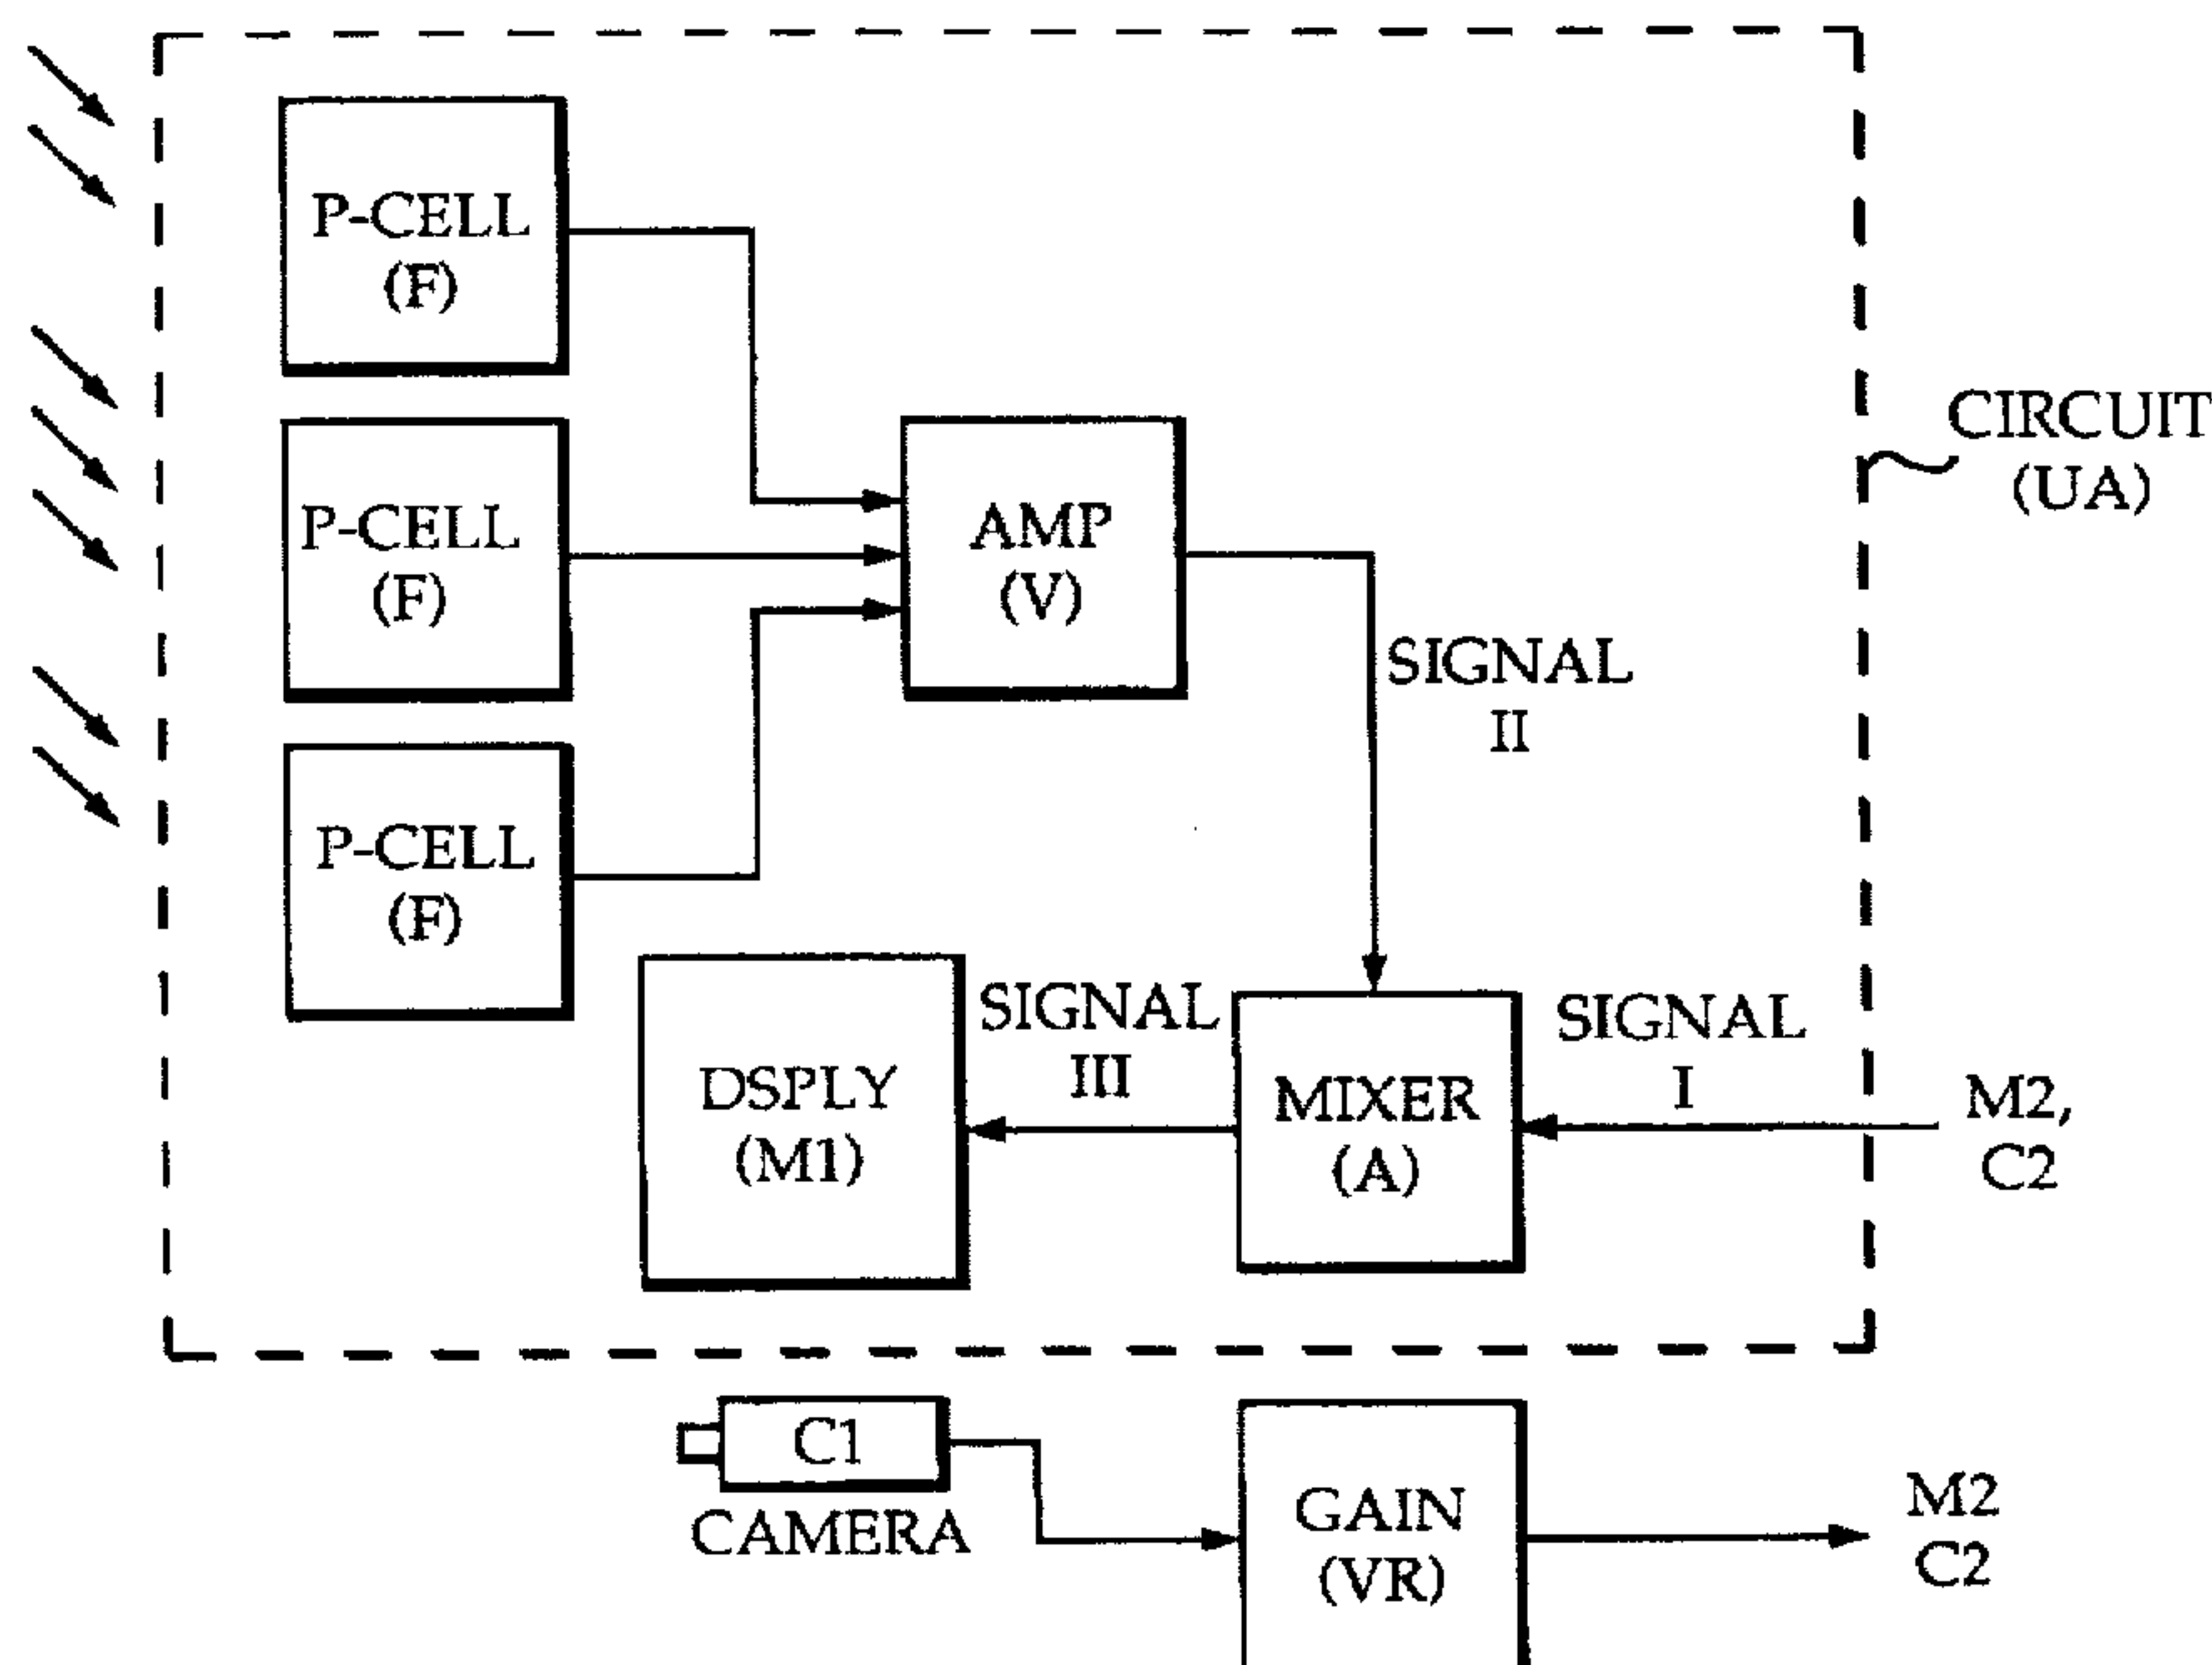 P-CELL
(F)
P-CELL
(F)
P-CELL
(F)
AMP
(V)
CIRCUIT
(UA)
SIGNAL
II
DSPLY
(M1)
SIGNAL
III
MIXER
(A)
SIGNAL
I
M2,
C2
C1
CAMERA
GAIN
(VR)
M2
C2